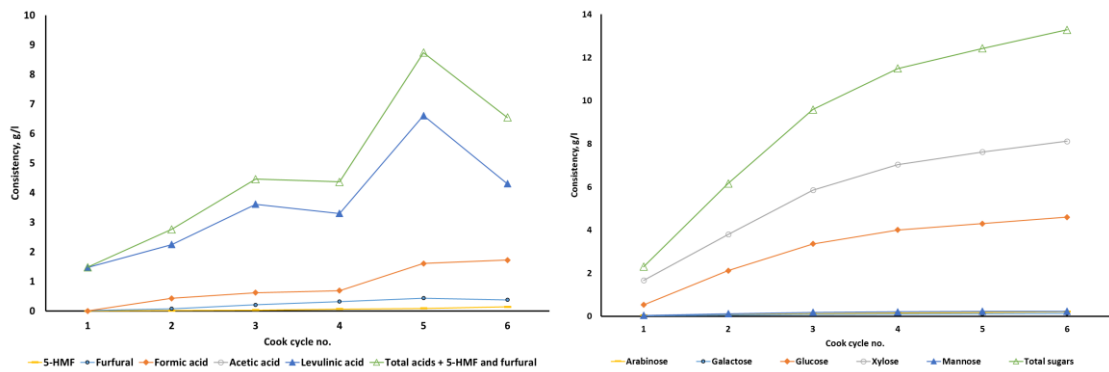 10
9
8
7
6
5
4
3
2
1
0
Consistency, g/l
1 2 3 4 5 6
Cook cycle no.
5-HMF Furfural Formic acid Acetic acid Levulinic acid Total acids + 5-HMF and furfural
14
12
10
8
6
4
2
0
Consistency, g/l
1 2 3 4 5 6
Cook cycle no.
Arabinose Galactose Glucose Xylose Mannose Total sugars